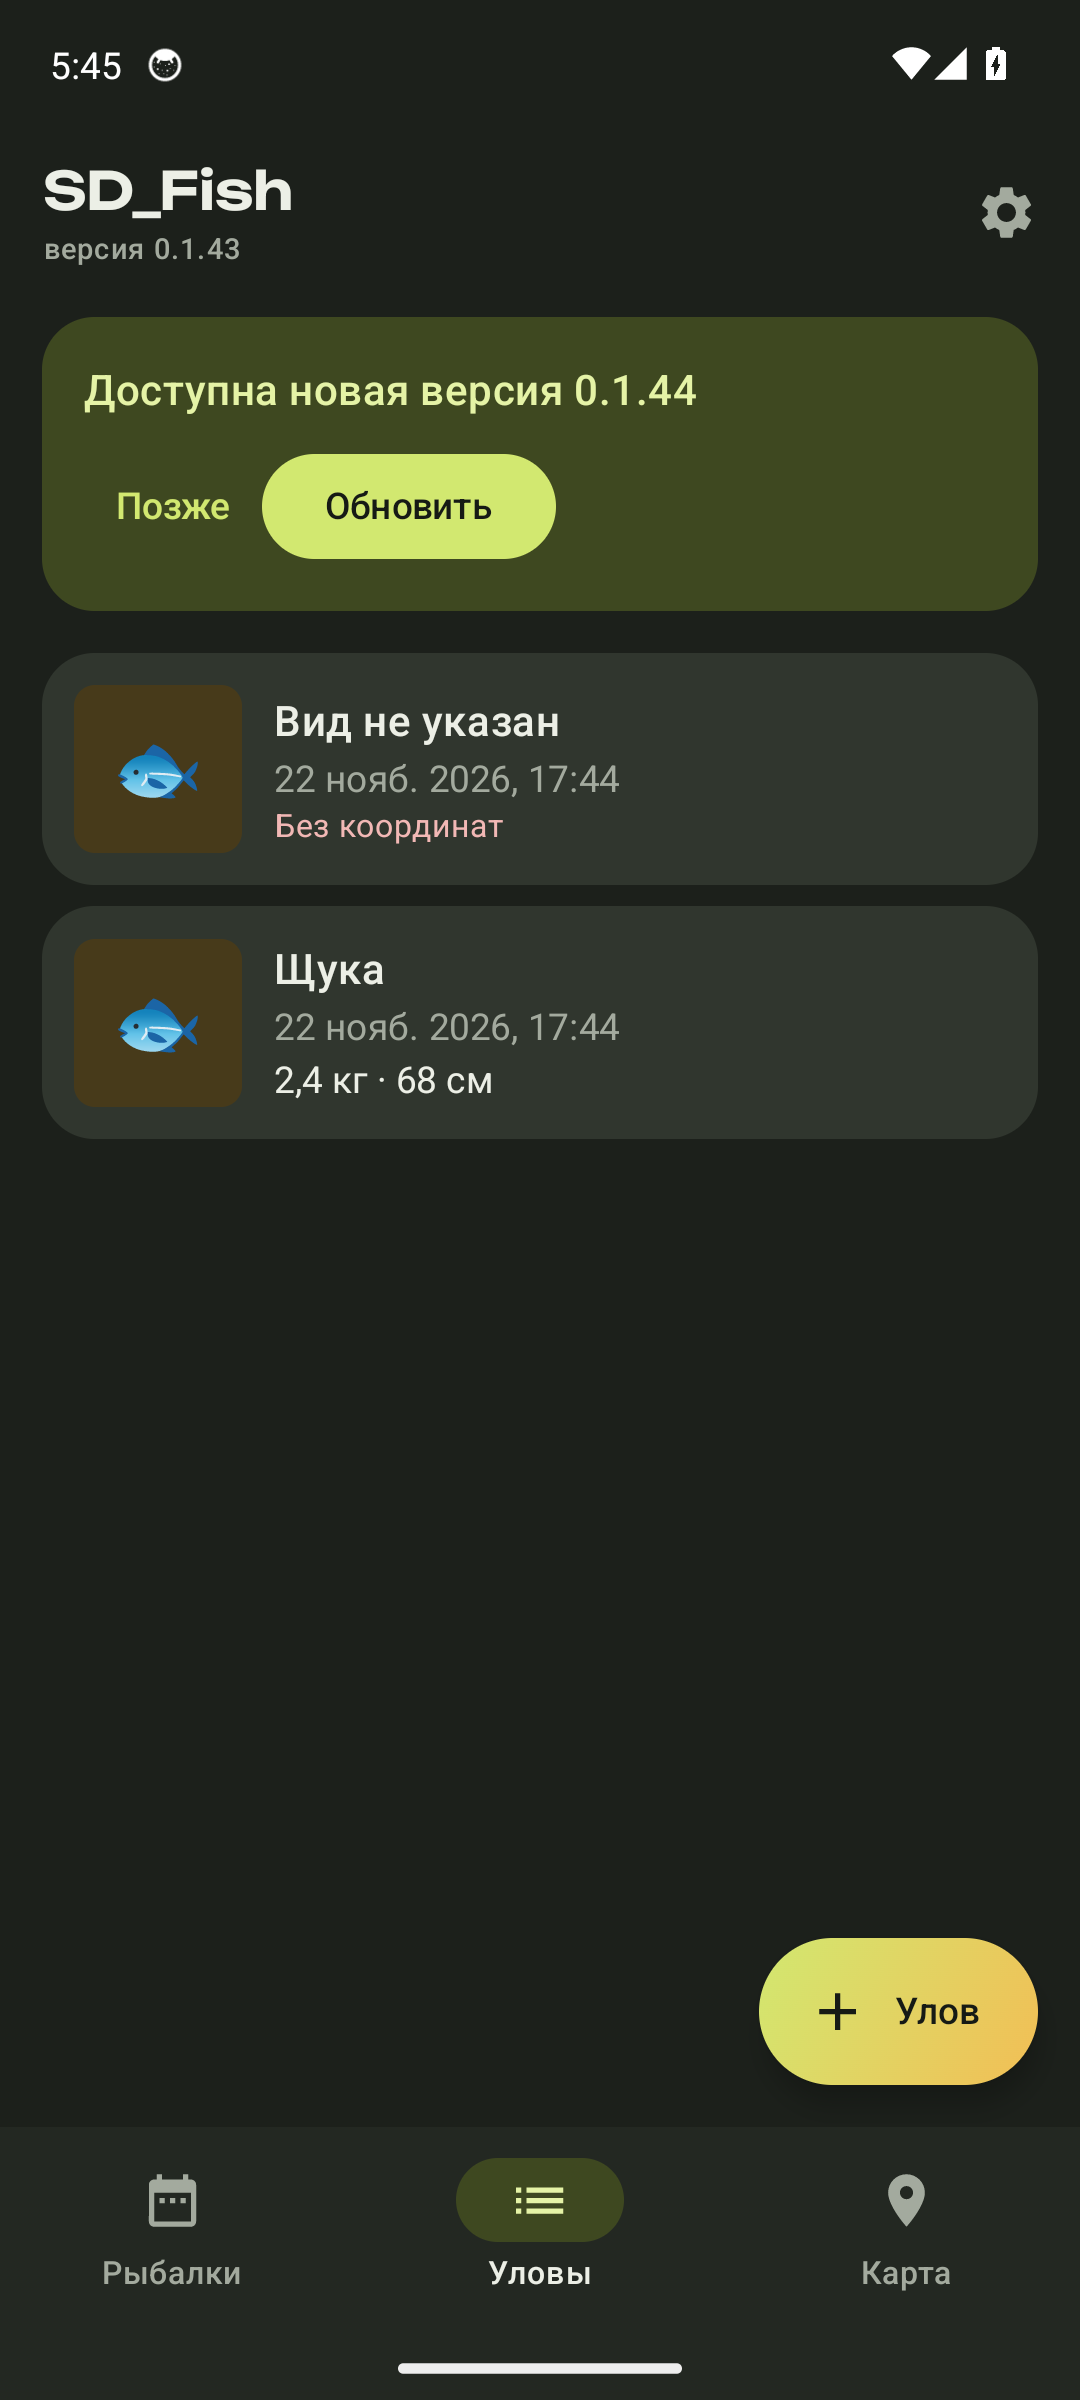 5:45
SD_Fish
версия 0.1.43
Доступна новая версия 0.1.44
Позже
Обновить
Вид не указан
22 нояб. 2026, 17:44
Без координат
Щука
22 нояб. 2026, 17:44
2,4 кг · 68 см
+ Улов
Рыбалки
Уловы
Карта